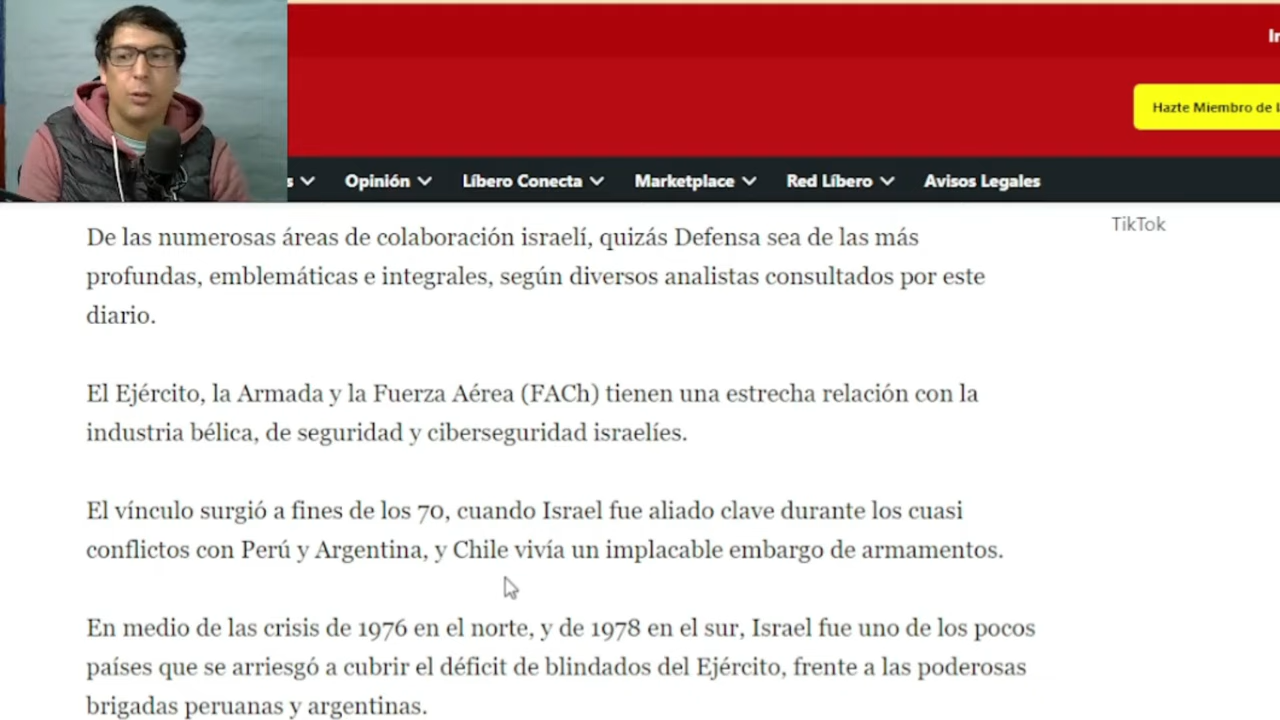 In
Hazte Miembro de l
s
Opinión
Líbero Conecta
Marketplace
Red Líbero
Avisos Legales
TikTok
De las numerosas áreas de colaboración israelí, quizás Defensa sea de las más
profundas, emblemáticas e integrales, según diversos analistas consultados por este
diario.
El Ejército, la Armada y la Fuerza Aérea (FACh) tienen una estrecha relación con la
industria bélica, de seguridad y ciberseguridad israelíes.
El vínculo surgió a fines de los 70, cuando Israel fue aliado clave durante los cuasi
conflictos con Perú y Argentina, y Chile vivía un implacable embargo de armamentos.
En medio de las crisis de 1976 en el norte, y de 1978 en el sur, Israel fue uno de los pocos
países que se arriesgó a cubrir el déficit de blindados del Ejército, frente a las poderosas
brigadas peruanas y argentinas.